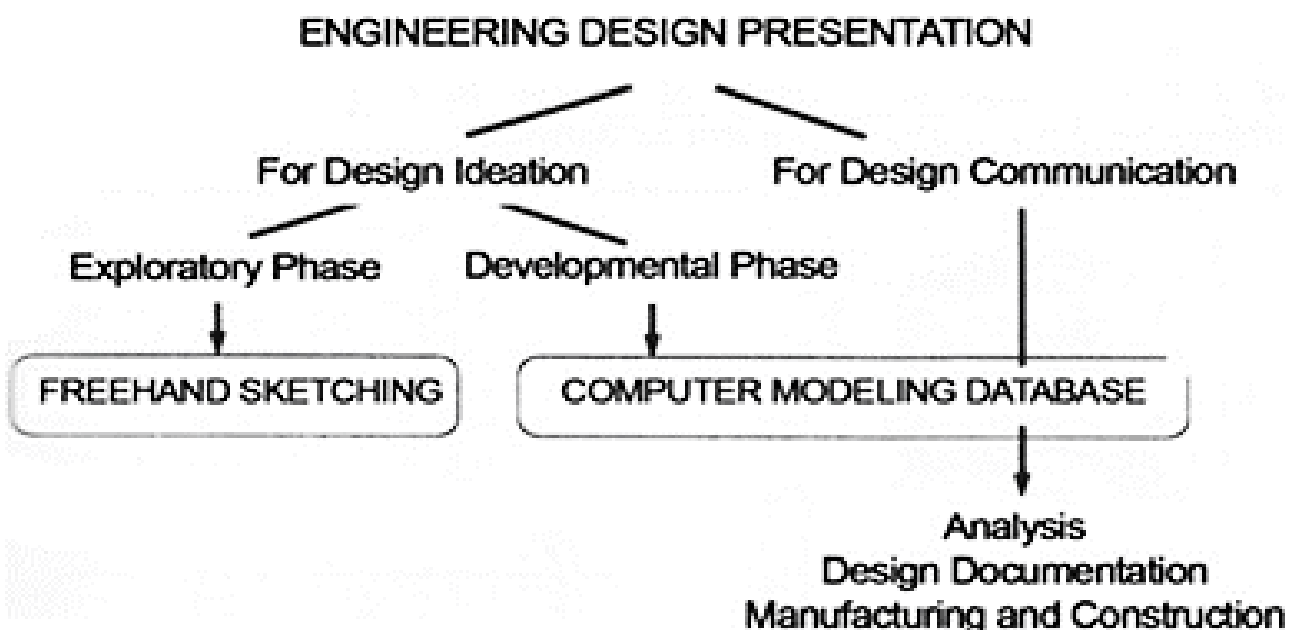 ENGINEERING DESIGN PRESENTATION
For Design Ideation
For Design Communication
Exploratory Phase
Developmental Phase
FREEHAND SKETCHING
COMPUTER MODELING DATABASE
Analysis
Design Documentation
Manufacturing and Construction